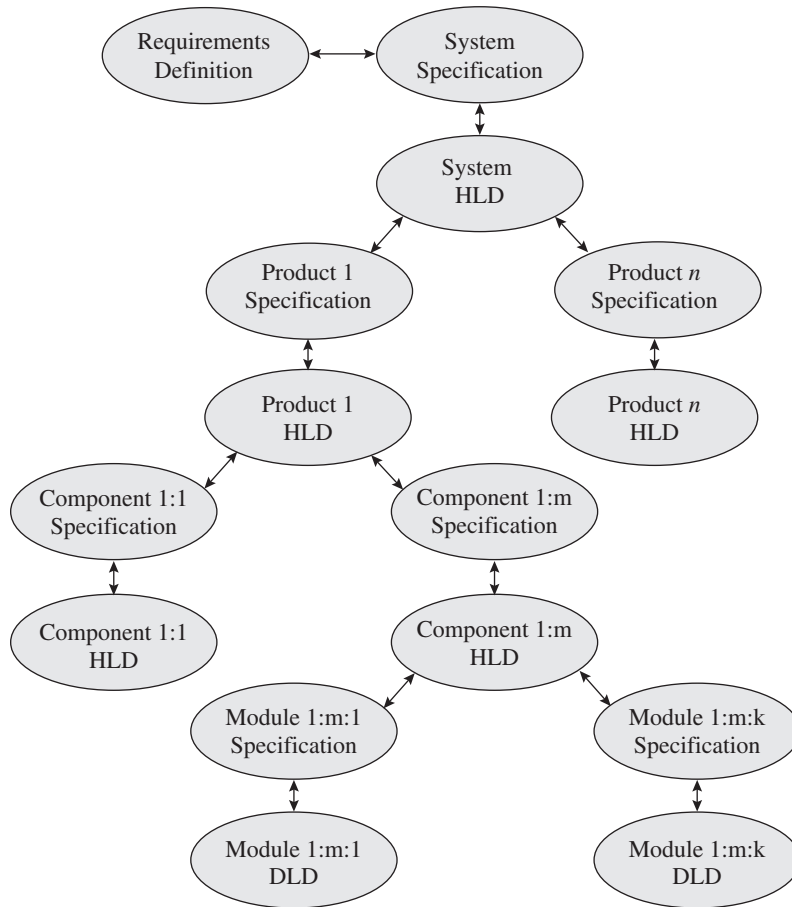 Requirements
Definition
System
Specification
System
HLD
Product 1
Specification
Product n
Specification
Product 1
HLD
Product n
HLD
Component 1:1
Specification
Component 1:m
Specification
Component 1:1
HLD
Component 1:m
HLD
Module 1:m:1
Specification
Module 1:m:k
Specification
Module 1:m:1
DLD
Module 1:m:k
DLD